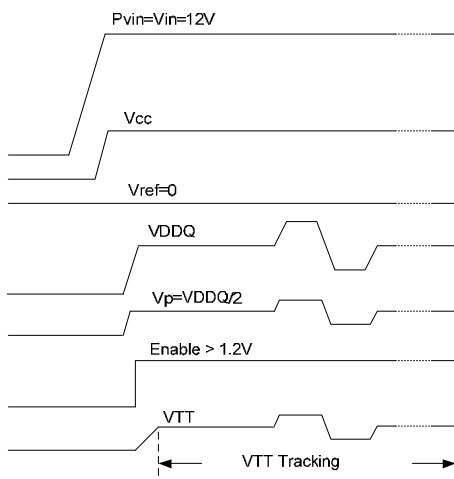 Pvin=Vin=12V
Vcc
Vref=0
VDDQ
Vp=VDDQ/2
Enable > 1.2V
VTT
VTT Tracking